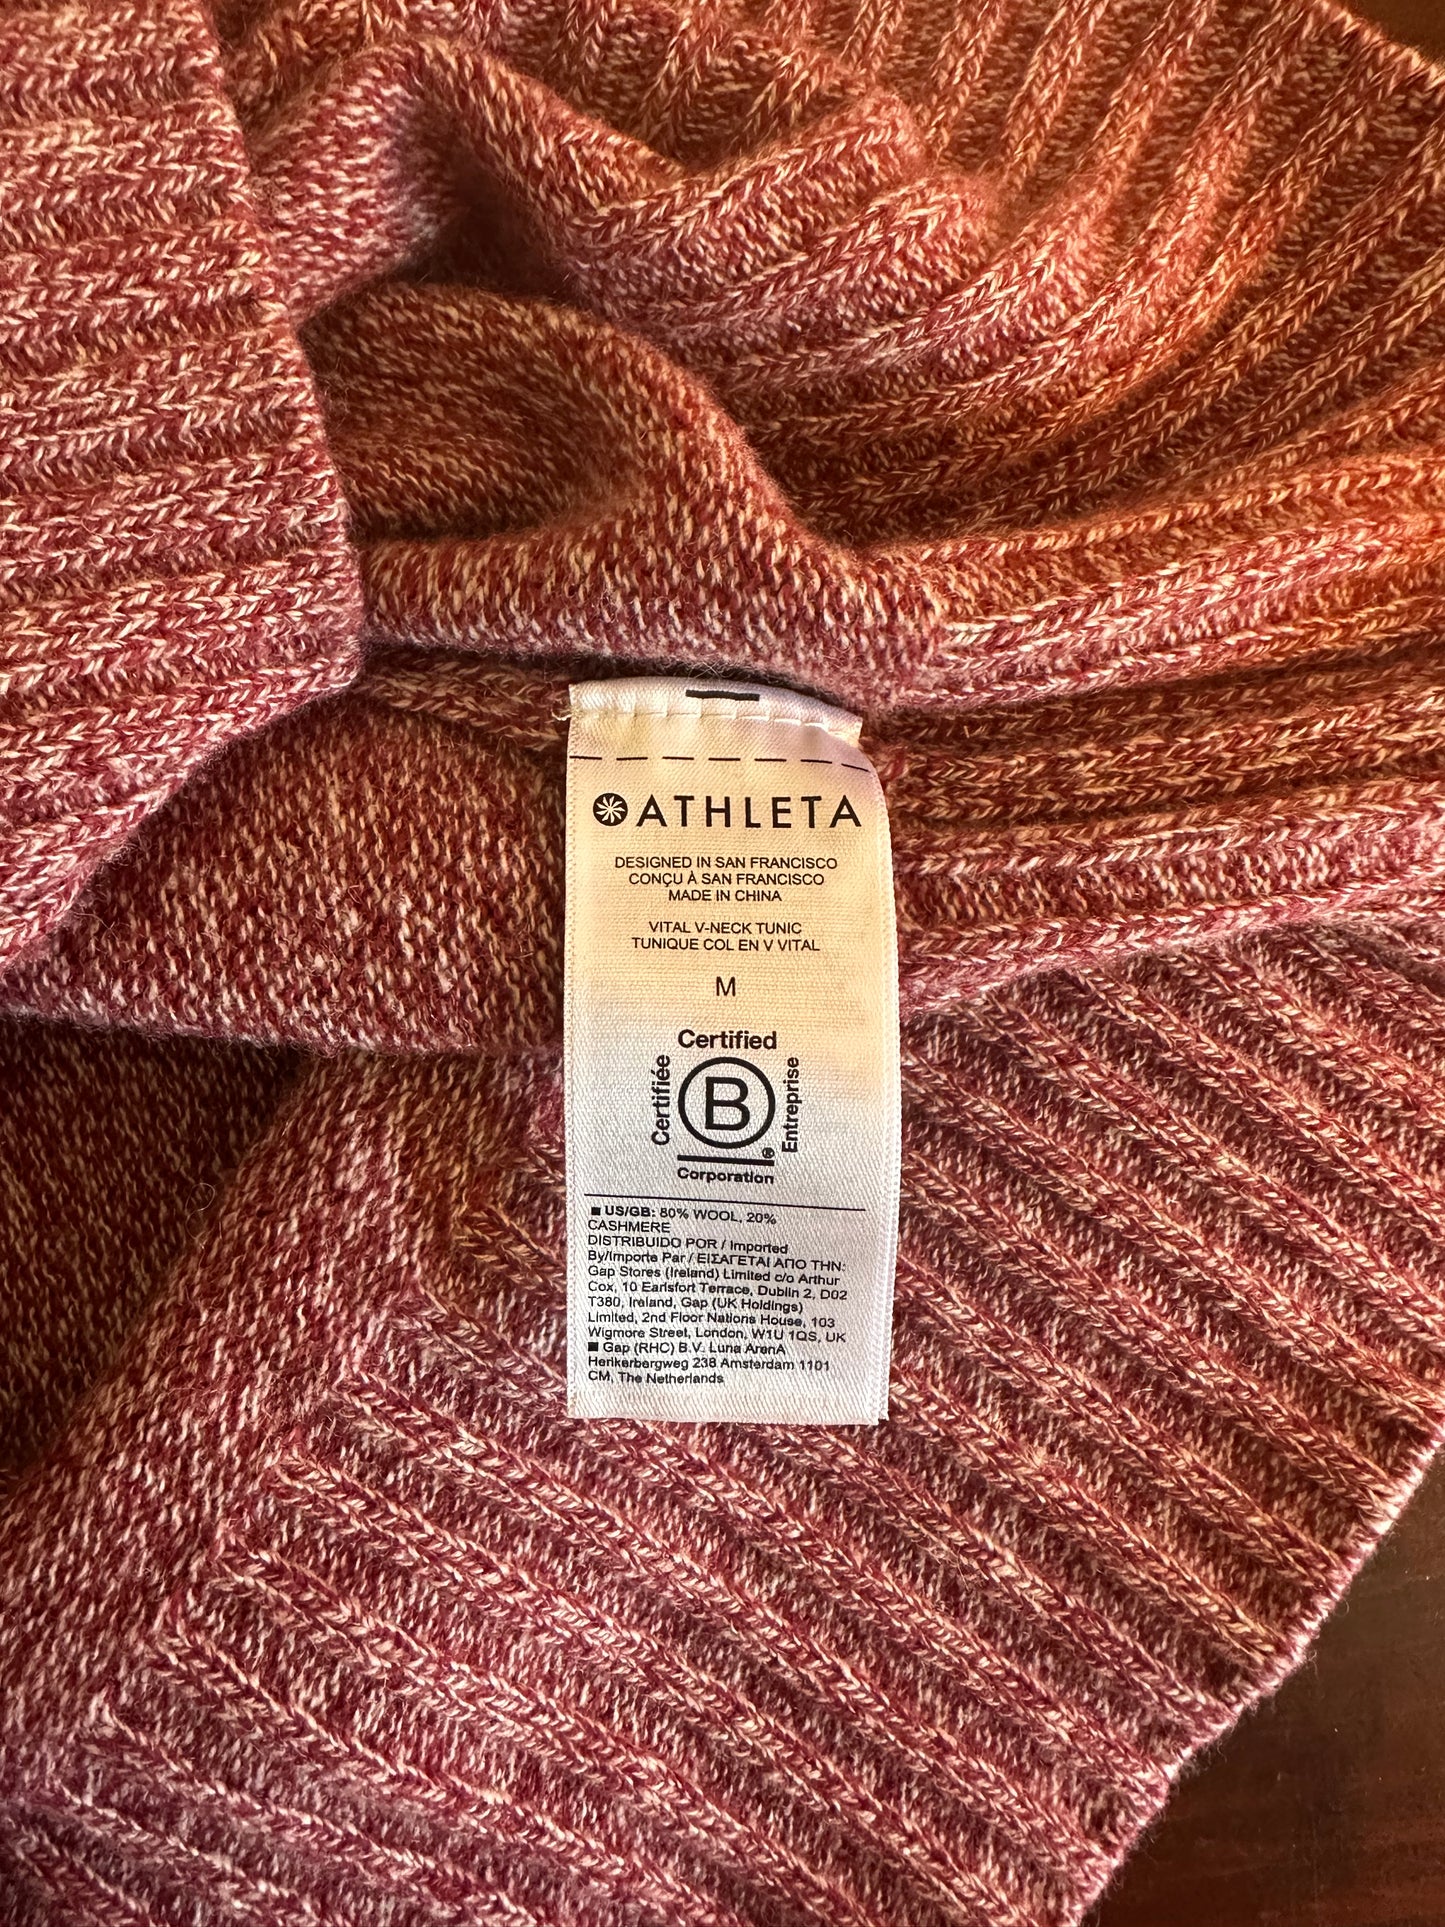 ATHLETA
DESIGNED IN SAN FRANCISCO
CONÇU À SAN FRANCISCO
MADE IN CHINA
VITAL V-NECK TUNIC
TUNIQUE COL EN V VITAL
M
Certified
Certifiée
B
Entreprise
®
Corporation
■ US/GB: 80% WOOL, 20%
CASHMERE
DISTRIBUIDO POR / Imported
By/Importe Par / ΕΙΣΑΓΕΤΑΙ ΑΠΟ ΤΗΝ:
Gap Stores (Ireland) Limited c/o Arthur
Cox, 10 Earlsfort Terrace, Dublin 2, D02
T380, Ireland, Gap (UK Holdings)
Limited, 2nd Floor Nations House, 103
Wigmore Street, London, W1U 1QS, UK
■ Gap (RHC) B.V. Luna ArenA
Herikerbergweg 238 Amsterdam 1101
CM, The Netherlands